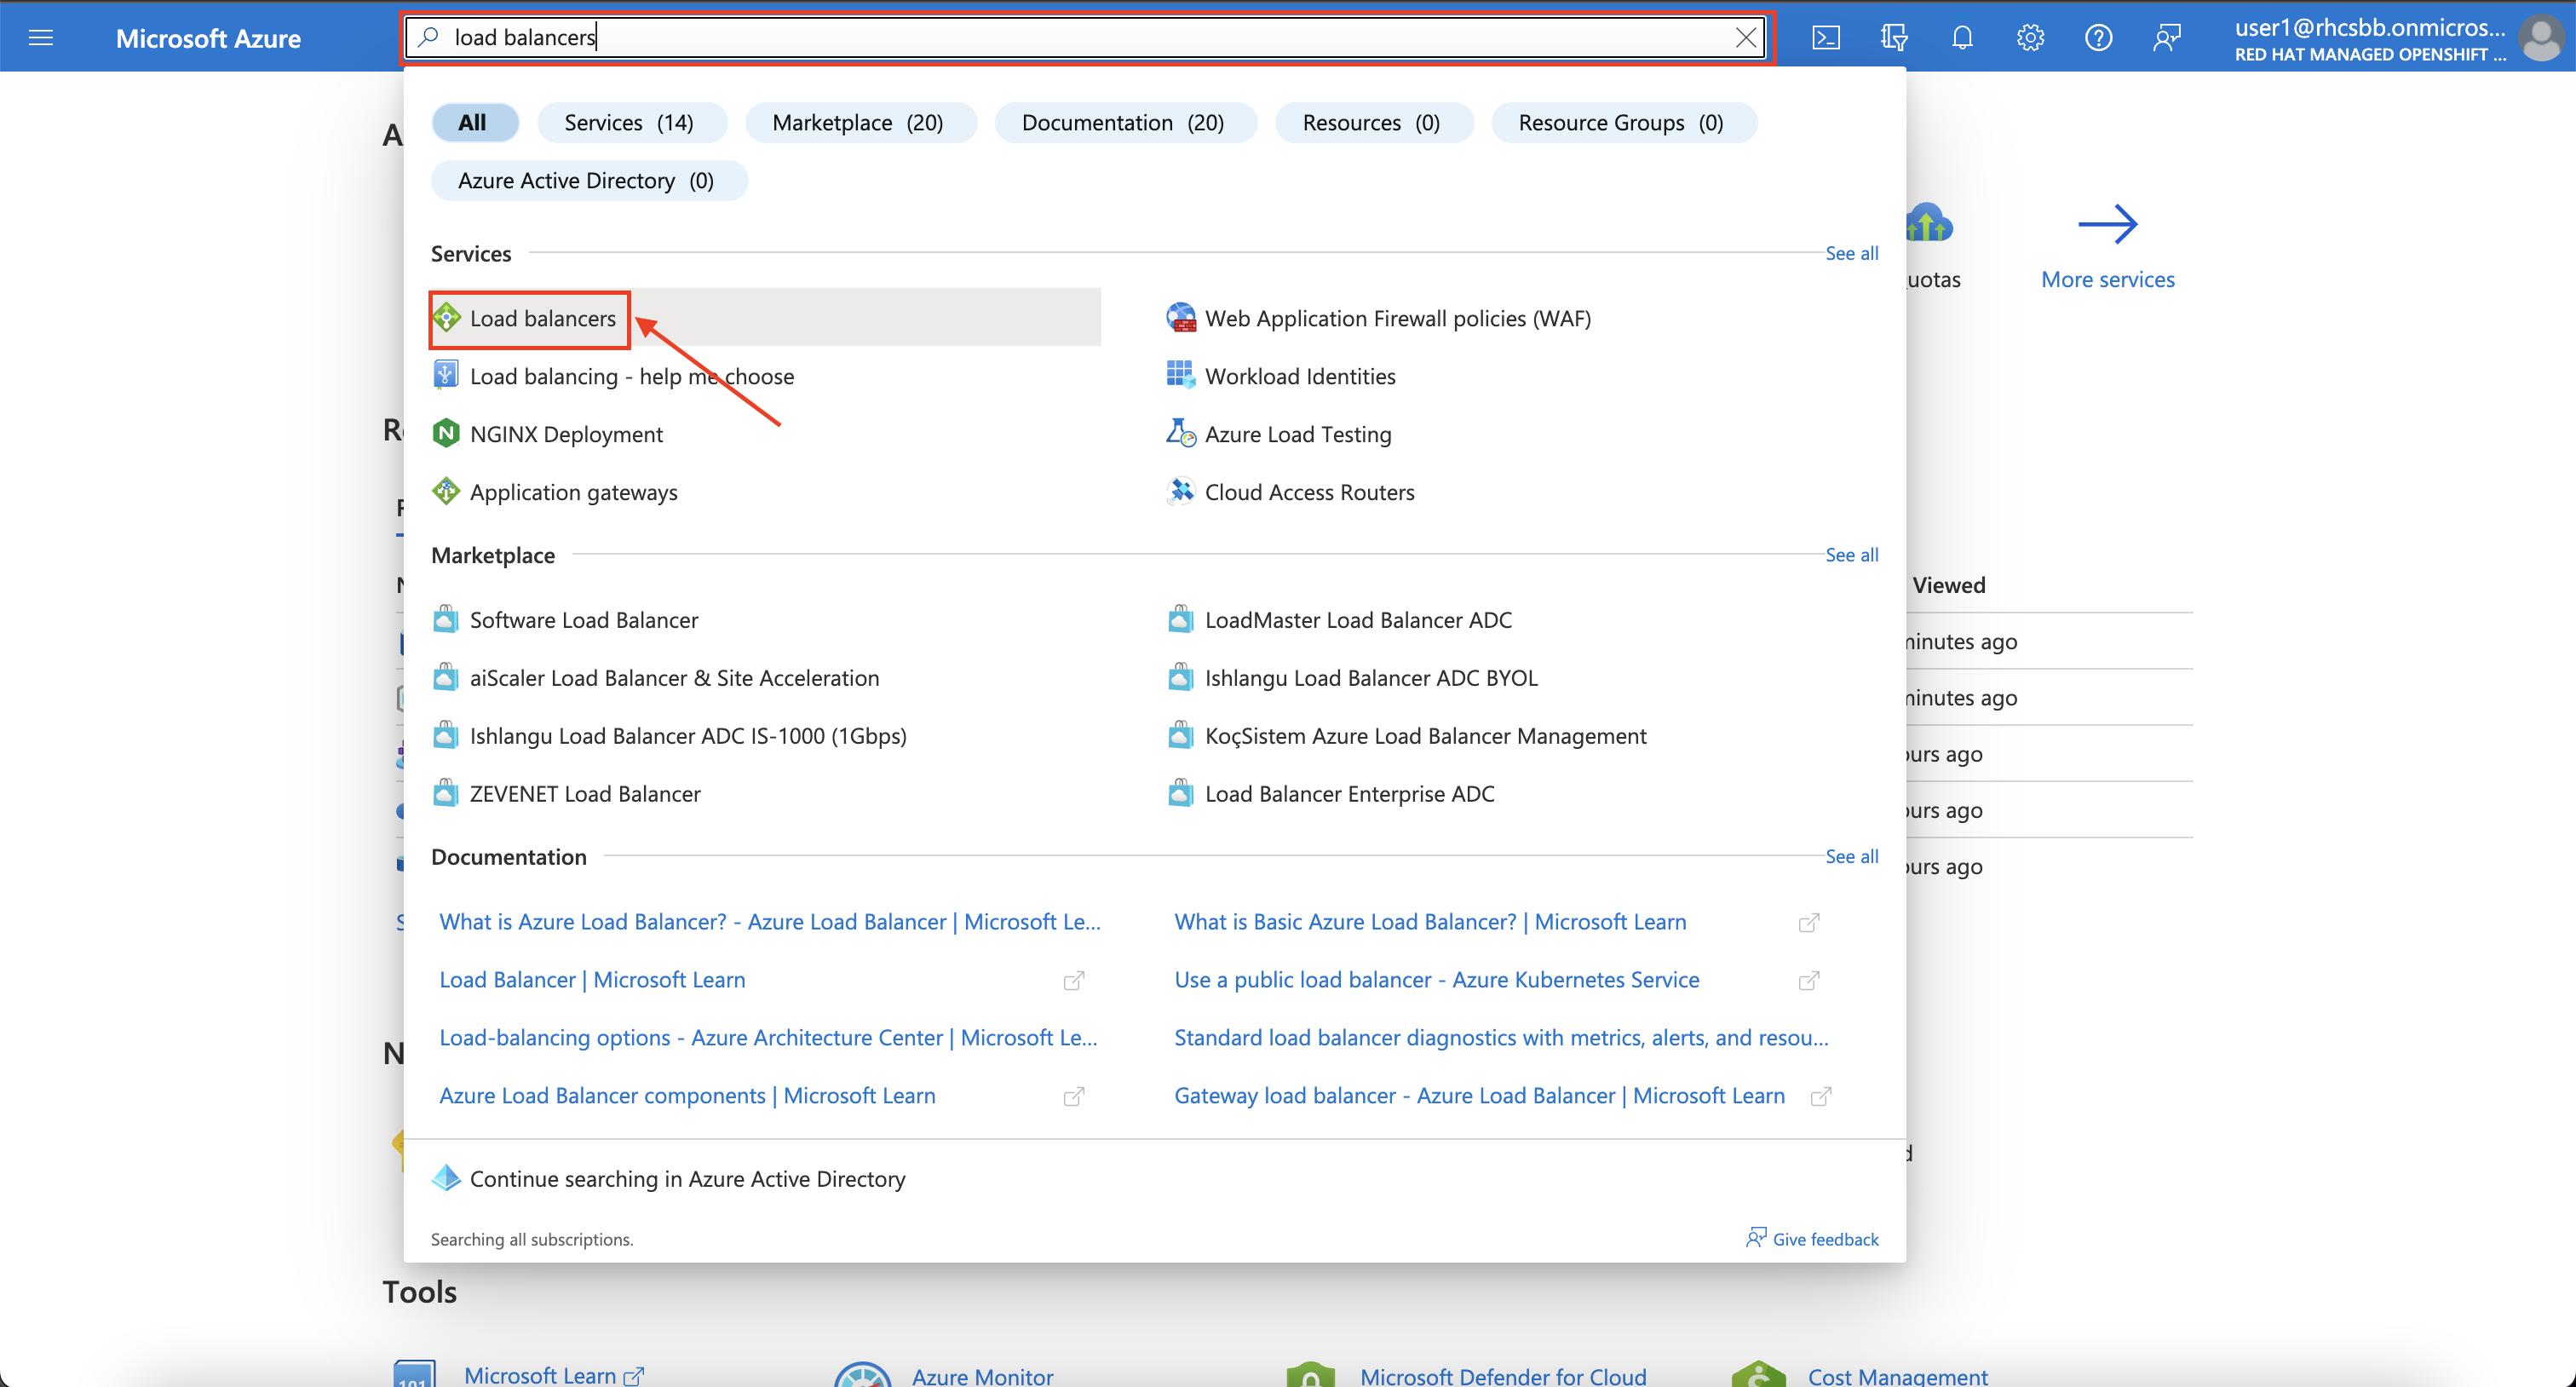 Microsoft Azure
load balancers
user1@rhcsbb.onmicros...
RED HAT MANAGED OPENSHIFT ...
All
Services (14)
Marketplace (20)
Documentation (20)
Resources (0)
Resource Groups (0)
Azure Active Directory (0)
Services
See all
Load balancers
Web Application Firewall policies (WAF)
Load balancing - help me choose
Workload Identities
NGINX Deployment
Azure Load Testing
Application gateways
Cloud Access Routers
More services
Marketplace
See all
Software Load Balancer
LoadMaster Load Balancer ADC
aiScaler Load Balancer & Site Acceleration
Ishlangu Load Balancer ADC BYOL
Ishlangu Load Balancer ADC IS-1000 (1Gbps)
KoçSistem Azure Load Balancer Management
ZEVENET Load Balancer
Load Balancer Enterprise ADC
Viewed
ago
ago
ago
ago
ago
Documentation
See all
What is Azure Load Balancer? - Azure Load Balancer | Microsoft Le...
What is Basic Azure Load Balancer? | Microsoft Learn
Load Balancer | Microsoft Learn
Use a public load balancer - Azure Kubernetes Service
Load-balancing options - Azure Architecture Center | Microsoft Le...
Standard load balancer diagnostics with metrics, alerts, and resou...
Azure Load Balancer components | Microsoft Learn
Gateway load balancer - Azure Load Balancer | Microsoft Learn
Continue searching in Azure Active Directory
Searching all subscriptions.
Give feedback
Tools
Microsoft Learn
Azure Monitor
Microsoft Defender for Cloud
Cost Management